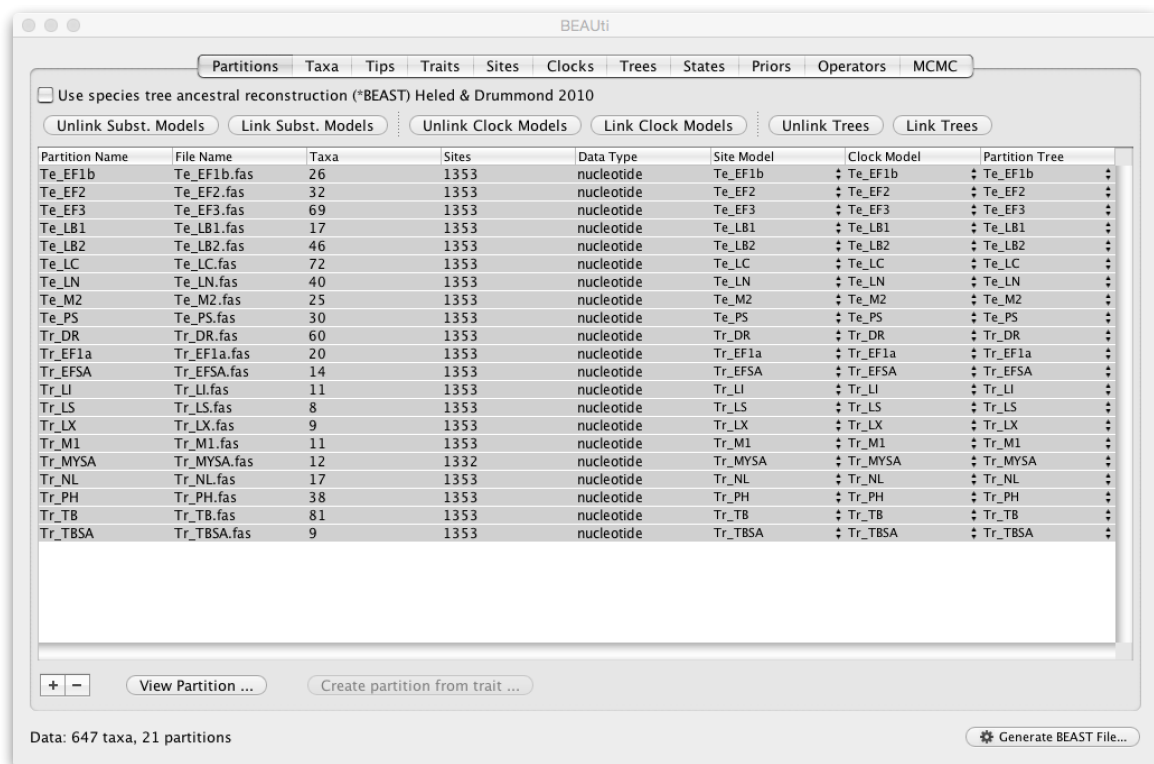 BEAUti
Partitions Taxa Tips Traits Sites Clocks Trees States Priors Operators MCMC
Use species tree ancestral reconstruction (*BEAST) Heled & Drummond 2010
Unlink Subst. Models Link Subst. Models Unlink Clock Models Link Clock Models Unlink Trees Link Trees
Partition Name File Name Taxa Sites Data Type Site Model Clock Model Partition Tree
Te_EF1b Te_EF1b.fas 26 1353 nucleotide Te_EF1b Te_EF1b Te_EF1b
Te_EF2 Te_EF2.fas 32 1353 nucleotide Te_EF2 Te_EF2 Te_EF2
Te_EF3 Te_EF3.fas 69 1353 nucleotide Te_EF3 Te_EF3 Te_EF3
Te_LB1 Te_LB1.fas 17 1353 nucleotide Te_LB1 Te_LB1 Te_LB1
Te_LB2 Te_LB2.fas 46 1353 nucleotide Te_LB2 Te_LB2 Te_LB2
Te_LC Te_LC.fas 72 1353 nucleotide Te_LC Te_LC Te_LC
Te_LN Te_LN.fas 40 1353 nucleotide Te_LN Te_LN Te_LN
Te_M2 Te_M2.fas 25 1353 nucleotide Te_M2 Te_M2 Te_M2
Te_PS Te_PS.fas 30 1353 nucleotide Te_PS Te_PS Te_PS
Tr_DR Tr_DR.fas 60 1353 nucleotide Tr_DR Tr_DR Tr_DR
Tr_EF1a Tr_EF1a.fas 20 1353 nucleotide Tr_EF1a Tr_EF1a Tr_EF1a
Tr_EFSA Tr_EFSA.fas 14 1353 nucleotide Tr_EFSA Tr_EFSA Tr_EFSA
Tr_LI Tr_LI.fas 11 1353 nucleotide Tr_LI Tr_LI Tr_LI
Tr_LS Tr_LS.fas 8 1353 nucleotide Tr_LS Tr_LS Tr_LS
Tr_LX Tr_LX.fas 9 1353 nucleotide Tr_LX Tr_LX Tr_LX
Tr_M1 Tr_M1.fas 11 1353 nucleotide Tr_M1 Tr_M1 Tr_M1
Tr_MYSA Tr_MYSA.fas 12 1332 nucleotide Tr_MYSA Tr_MYSA Tr_MYSA
Tr_NL Tr_NL.fas 17 1353 nucleotide Tr_NL Tr_NL Tr_NL
Tr_PH Tr_PH.fas 38 1353 nucleotide Tr_PH Tr_PH Tr_PH
Tr_TB Tr_TB.fas 81 1353 nucleotide Tr_TB Tr_TB Tr_TB
Tr_TBSA Tr_TBSA.fas 9 1353 nucleotide Tr_TBSA Tr_TBSA Tr_TBSA
+ − View Partition ... Create partition from trait ...
Data: 647 taxa, 21 partitions Generate BEAST File...